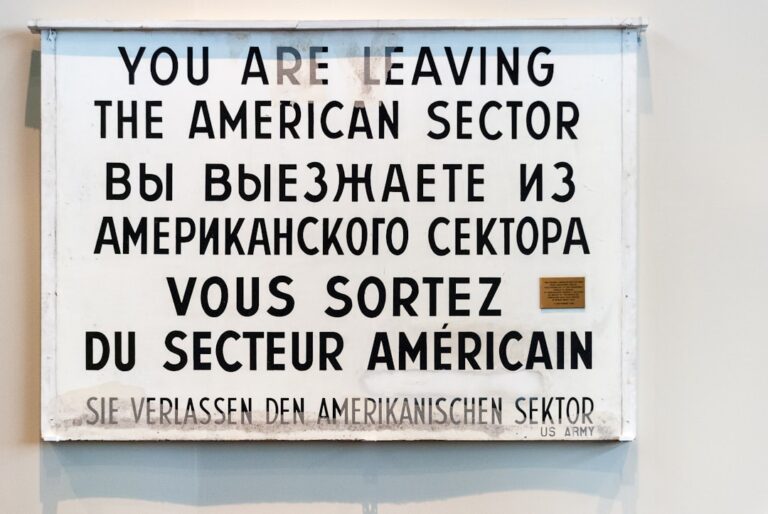 YOU ARE LEAVING
THE AMERICAN SECTOR
ВЫ ВЫЕЗЖАЕТЕ ИЗ
АМЕРИКАНСКОГО СЕКТОРА
VOUS SORTEZ
DU SECTEUR AMÉRICAIN
SIE VERLASSEN DEN AMERIKANISCHEN SEKTOR
US ARMY